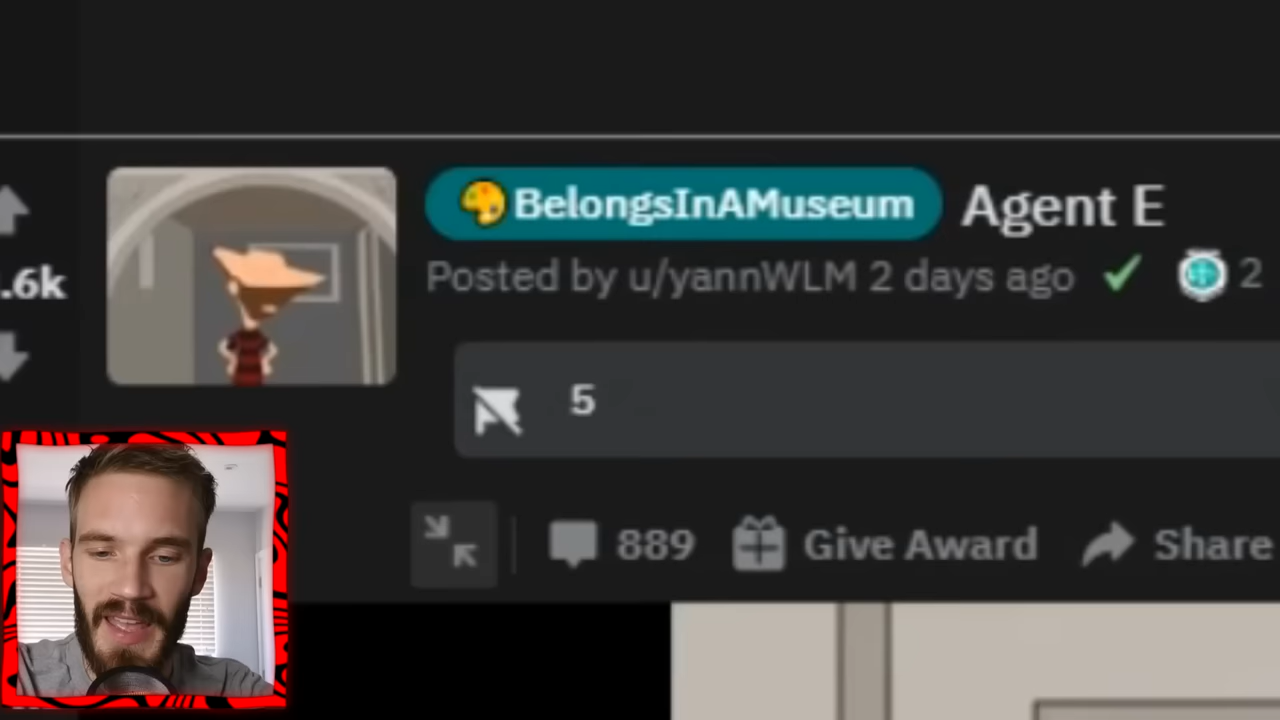 BelongsInAMuseum Agent E
Posted by u/yannWLM 2 days ago 2
.6k
5
889 Give Award Share